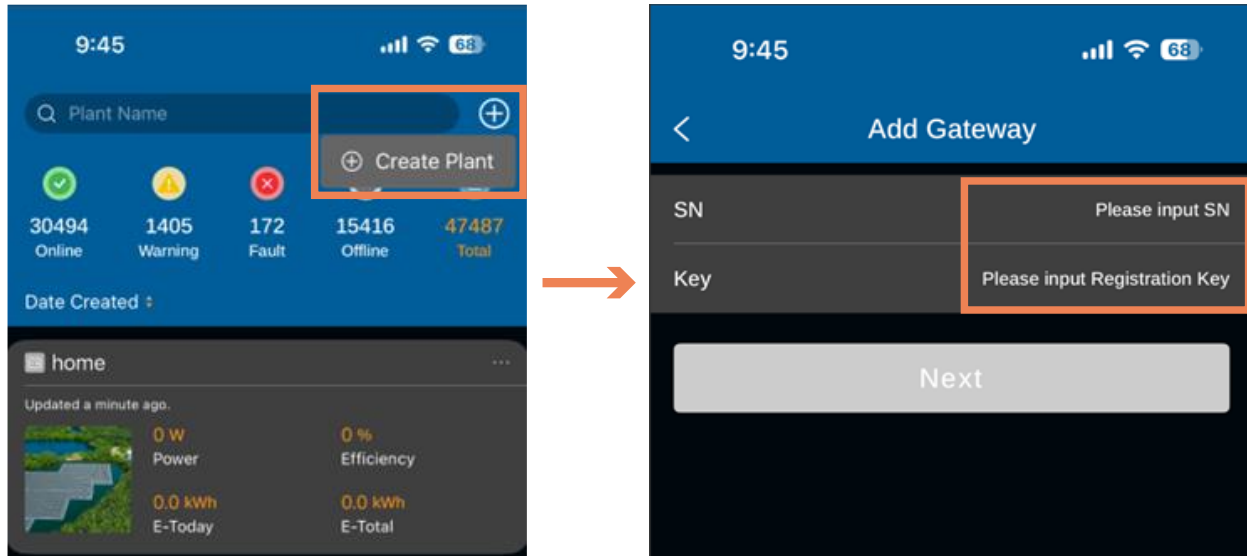 9:45
68
Plant Name
Create Plant
30494 1405 172 15416 47487
Online Warning Fault Offline Total
Date Created
home
Updated a minute ago.
0 W 0 %
Power Efficiency
0.0 kWh 0.0 kWh
E-Today E-Total
9:45
68
Add Gateway
SN Please input SN
Key Please input Registration Key
Next